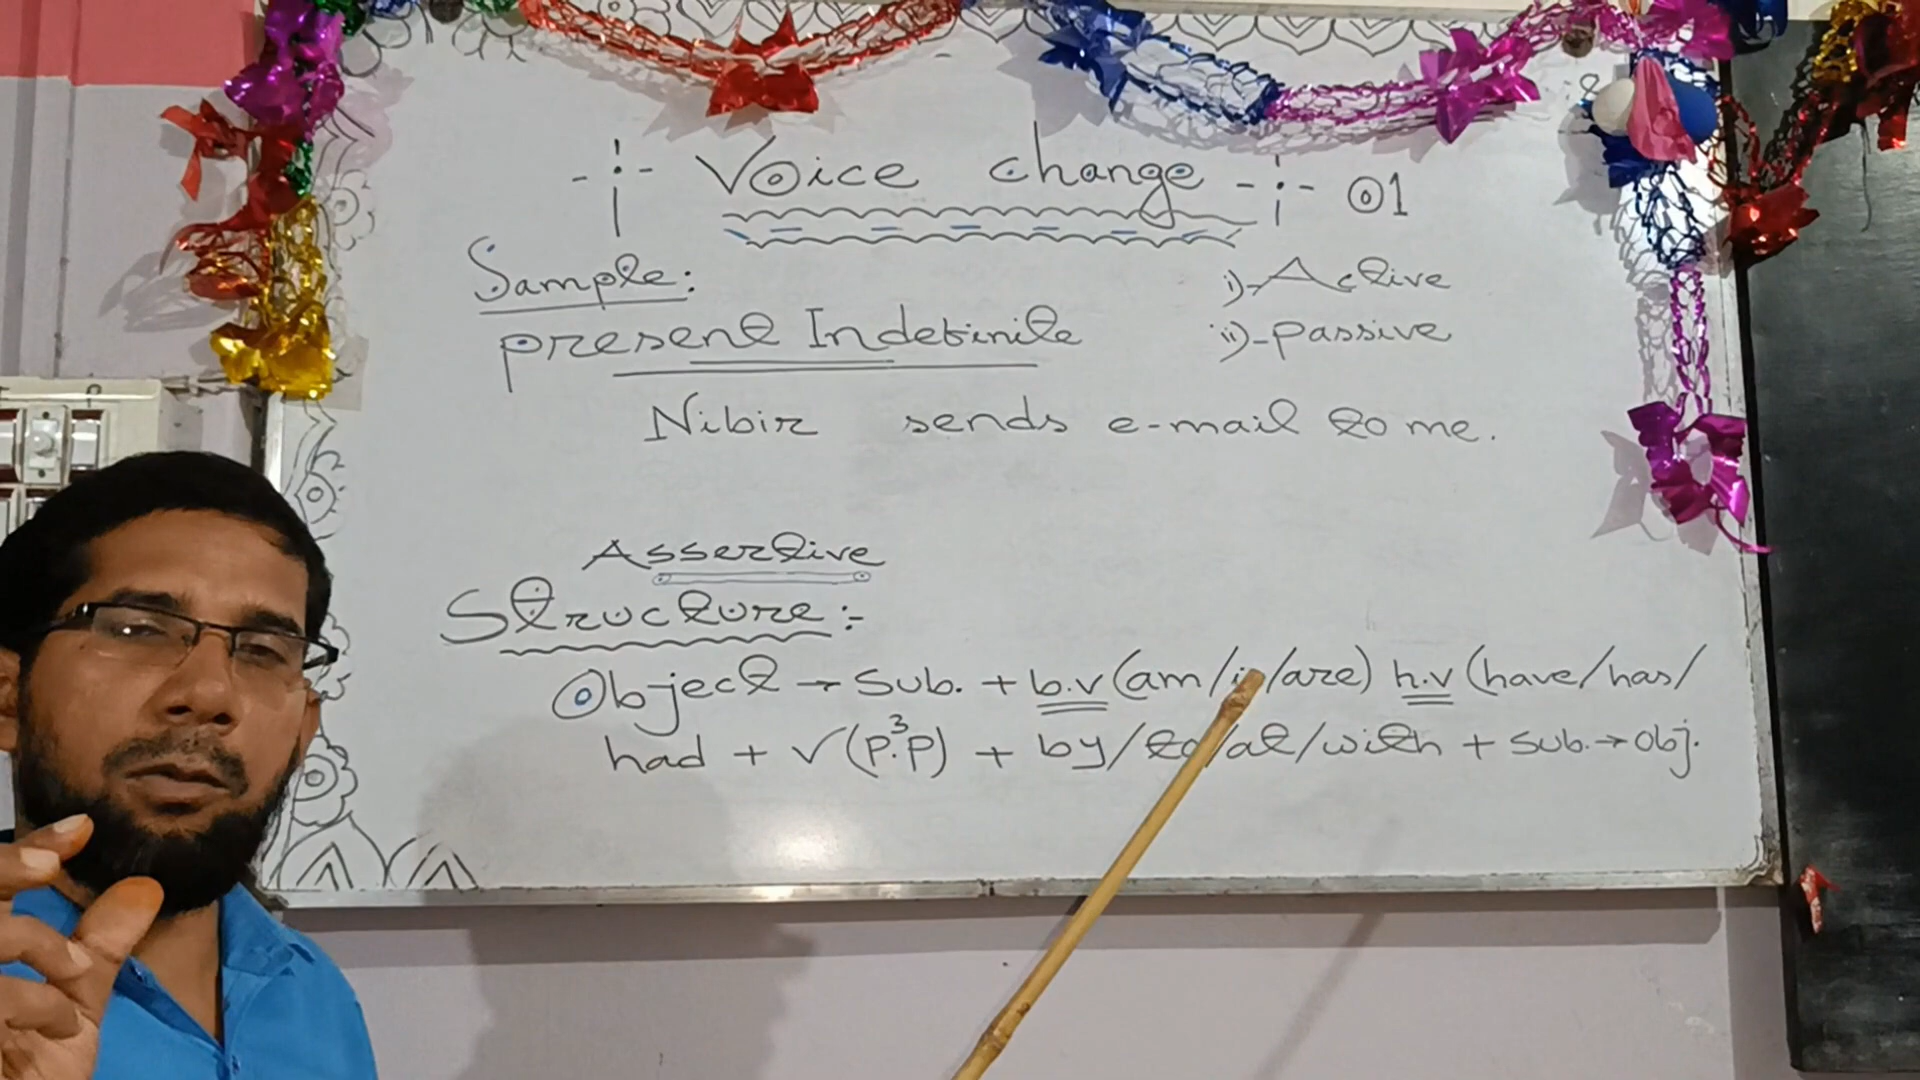 Voice change 01
Sample:
i) Active
present Indefinite
ii) passive
Nibir sends e-mail to me.
Assertive
Structure:-
Object → Sub. + b.v (am/is/are) h.v (have/has/
had + V (P.³P) + by/to/at/with + Sub. → Obj.